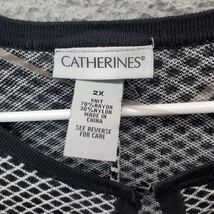 CATHERINES®
2X
KNIT
70%RAYON
30%NYLON
MADE IN
CHINA
SEE REVERSE
FOR CARE